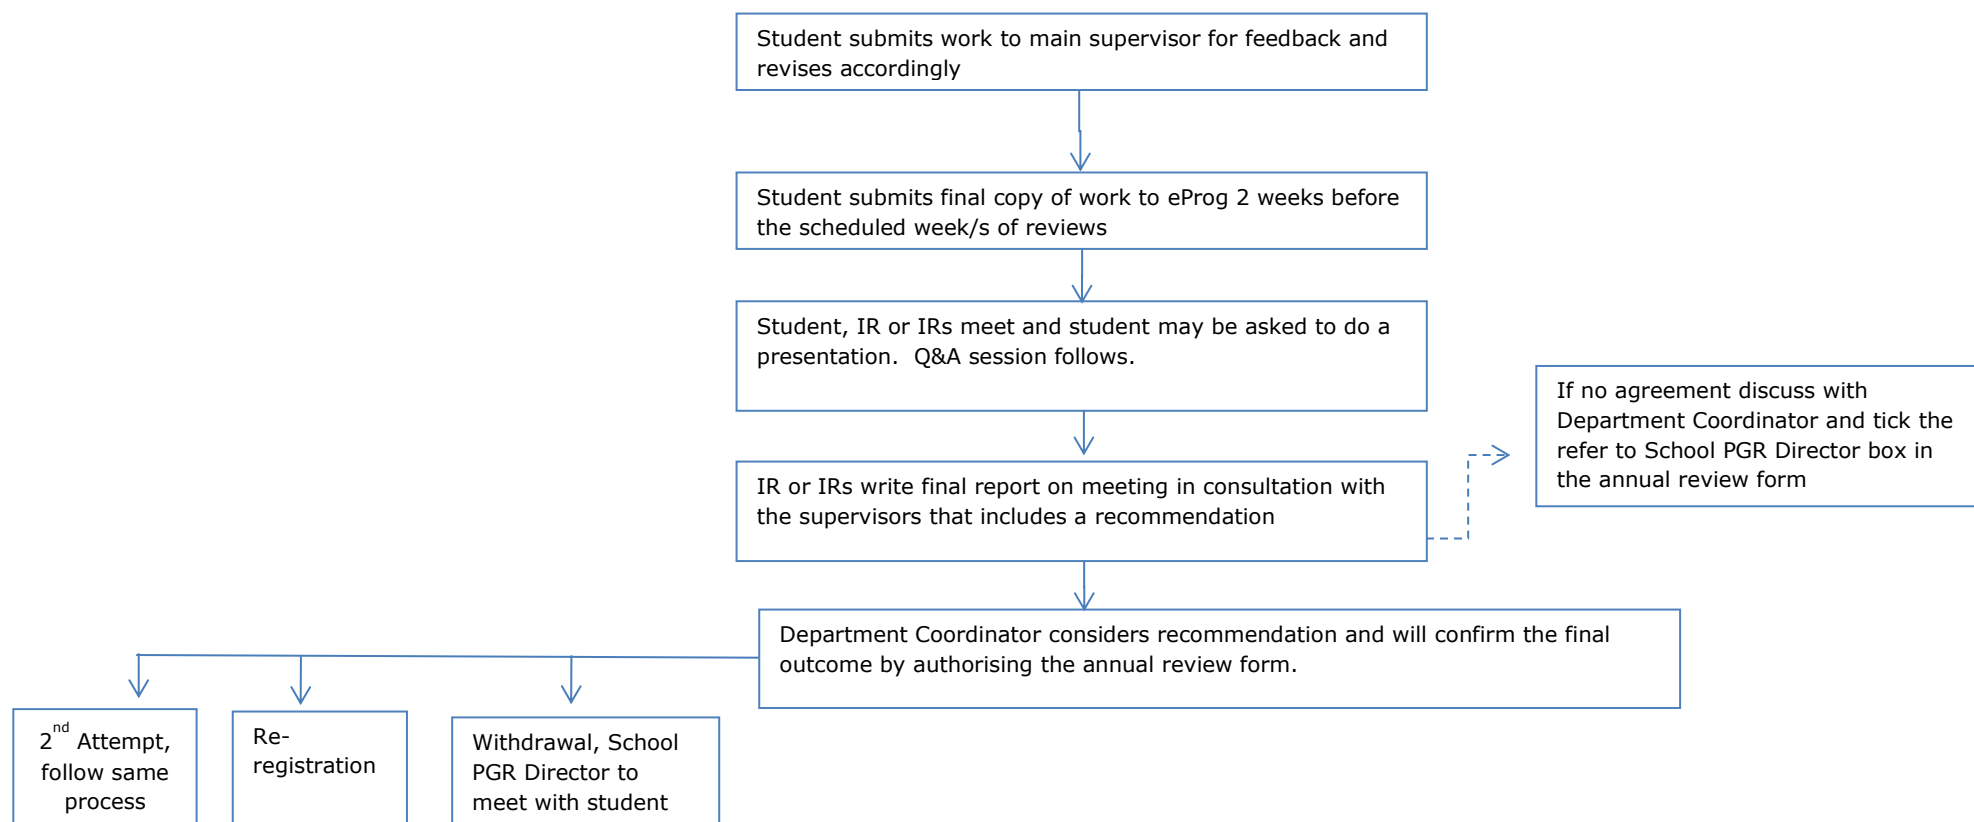 Student submits work to main supervisor for feedback and
revises accordingly
Student submits final copy of work to eProg 2 weeks before
the scheduled week/s of reviews
Student, IR or IRs meet and student may be asked to do a
presentation.  Q&A session follows.
If no agreement discuss with
Department Coordinator and tick the
refer to School PGR Director box in
the annual review form
IR or IRs write final report on meeting in consultation with
the supervisors that includes a recommendation
Department Coordinator considers recommendation and will confirm the final
outcome by authorising the annual review form.
2nd Attempt,
follow same
process
Re-
registration
Withdrawal, School
PGR Director to
meet with student